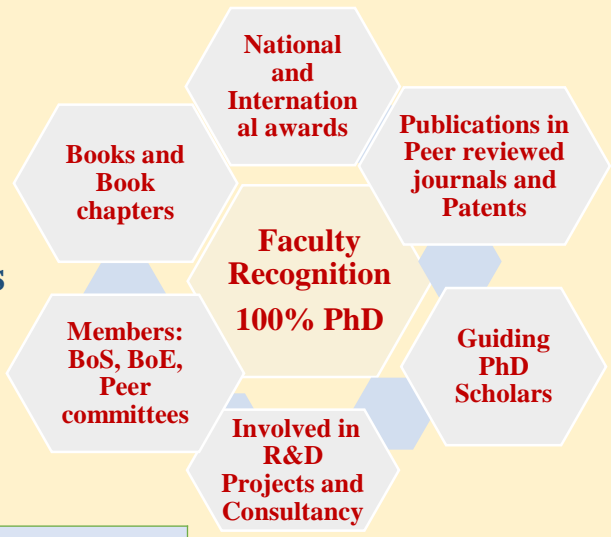 National
and
Internation
al awards
Publications in
Peer reviewed
journals and
Patents
Books and
Book
chapters
Faculty
Recognition
100% PhD
s
Members:
BoS, BoE,
Peer
committees
Guiding
PhD
Scholars
Involved in
R&D
Projects and
Consultancy